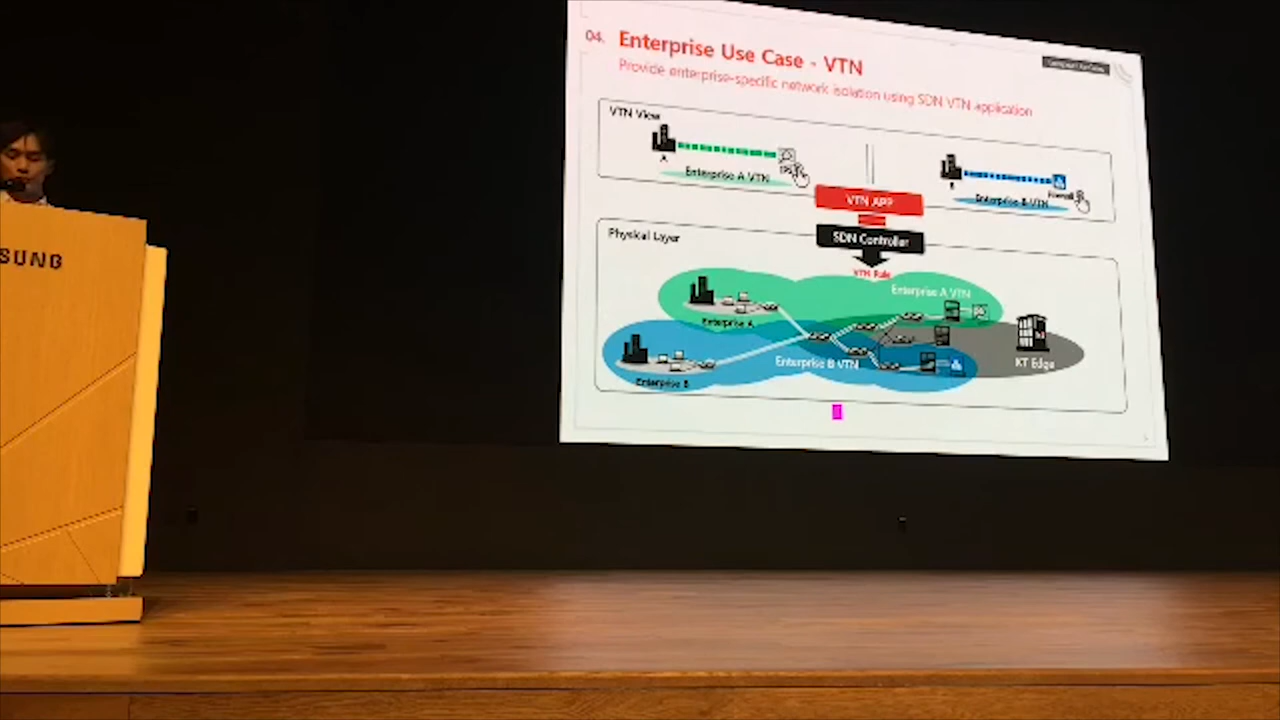 SUNG
04. Enterprise Use Case - VTN
Provide enterprise-specific network isolation using SDN VTN application
VTN View
A
Enterprise A VTN
Enterprise B VTN
VTN APP
Physical Layer
SDN Controller
VTN Rule
Enterprise A VTN
Enterprise A
Enterprise B VTN
KT Edge
Enterprise B